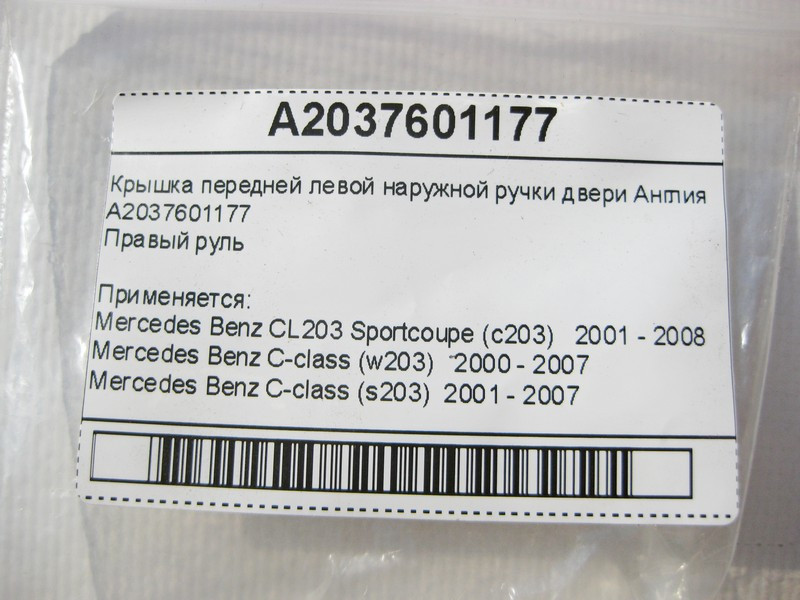 A2037601177
Крышка передней левой наружной ручки двери Англия
A2037601177
Правый руль
Применяется:
Mercedes Benz CL203 Sportcoupe (c203) 2001 - 2008
Mercedes Benz C-class (w203) 2000 - 2007
Mercedes Benz C-class (s203) 2001 - 2007